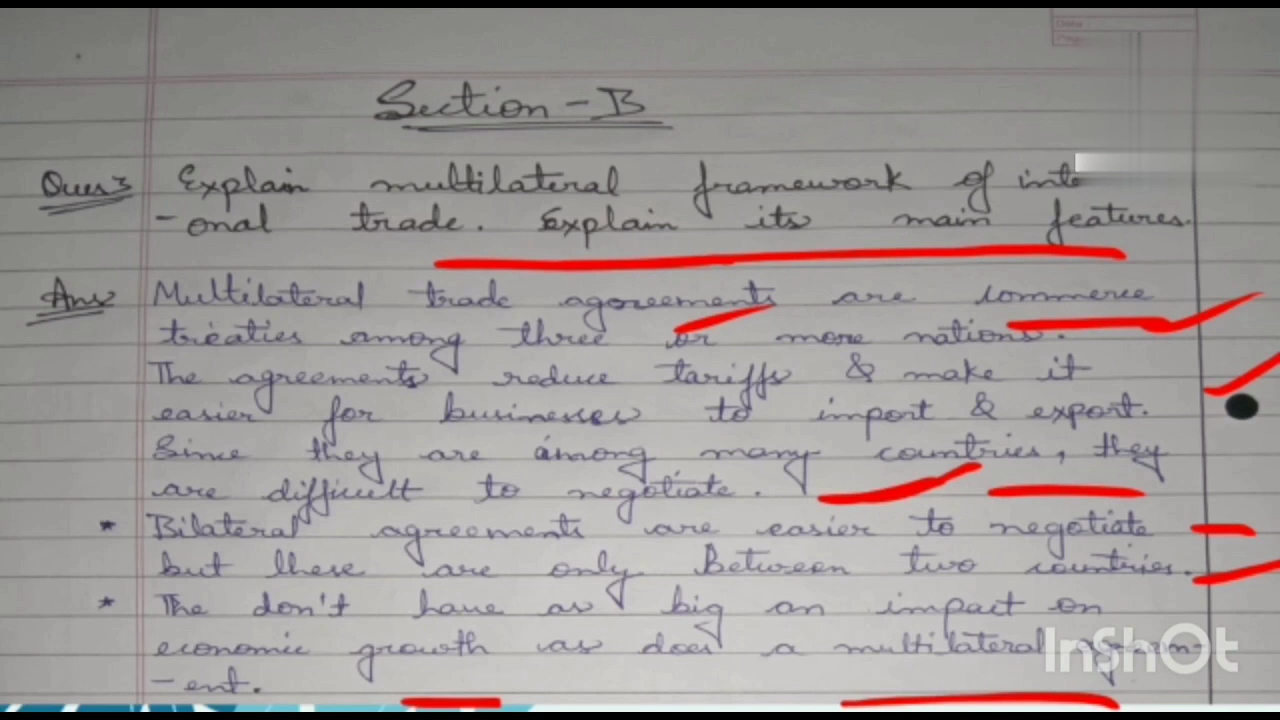 Date :
Page :
Section - B
Ques 3 Explain multilateral framework of inte
-onal trade. Explain its main features.
Ans Multilateral trade agreements are commerce
treaties among three or more nations.
The agreements reduce tariffs & make it
easier for businesses to import & export.
Since they are among many countries, they
are difficult to negotiate.
* Bilateral agreements are easier to negotiate
but these are only between two countries.
* The don't have as big an impact on
economic growth as does a multilateral agreem-
-ent.
InShOt